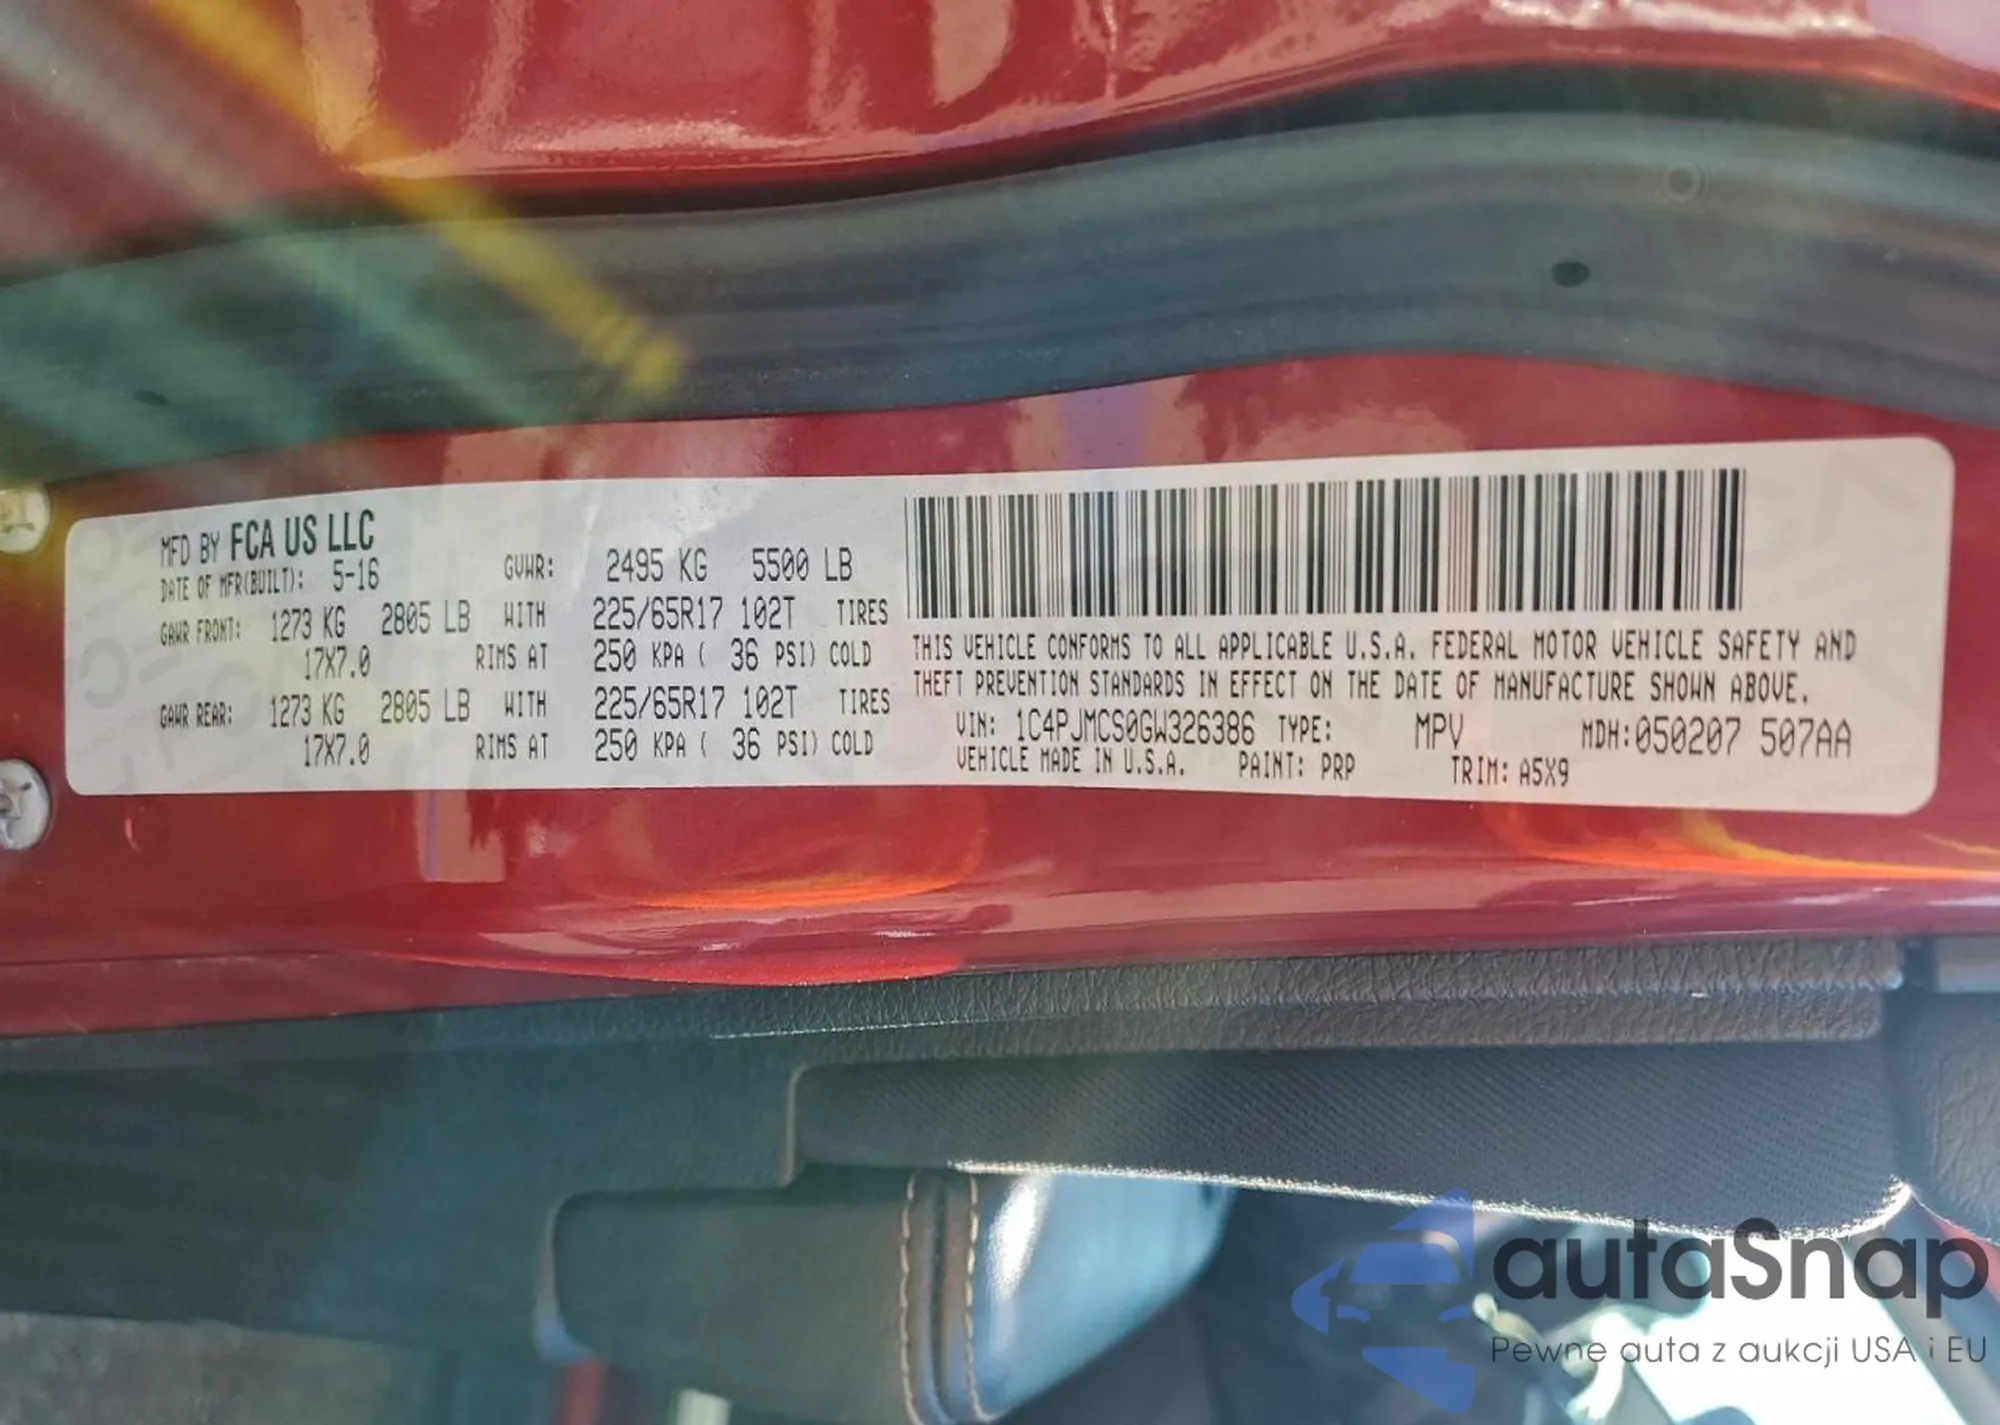 MFD BY FCA US LLC
DATE OF MFR(BUILT): 5-16 GVWR: 2495 KG 5500 LB
GAWR FRONT: 1273 KG 2805 LB WITH 225/65R17 102T TIRES
17X7.0 RIMS AT 250 KPA ( 36 PSI) COLD
GAWR REAR: 1273 KG 2805 LB WITH 225/65R17 102T TIRES
17X7.0 RIMS AT 250 KPA ( 36 PSI) COLD
THIS VEHICLE CONFORMS TO ALL APPLICABLE U.S.A. FEDERAL MOTOR VEHICLE SAFETY AND
THEFT PREVENTION STANDARDS IN EFFECT ON THE DATE OF MANUFACTURE SHOWN ABOVE.
VIN: 1C4PJMCS0GW326386 TYPE: MPV MDH:050207 507AA
VEHICLE MADE IN U.S.A. PAINT: PRP TRIM: A5X9
autaSnap
Pewne auta z aukcji USA i EU